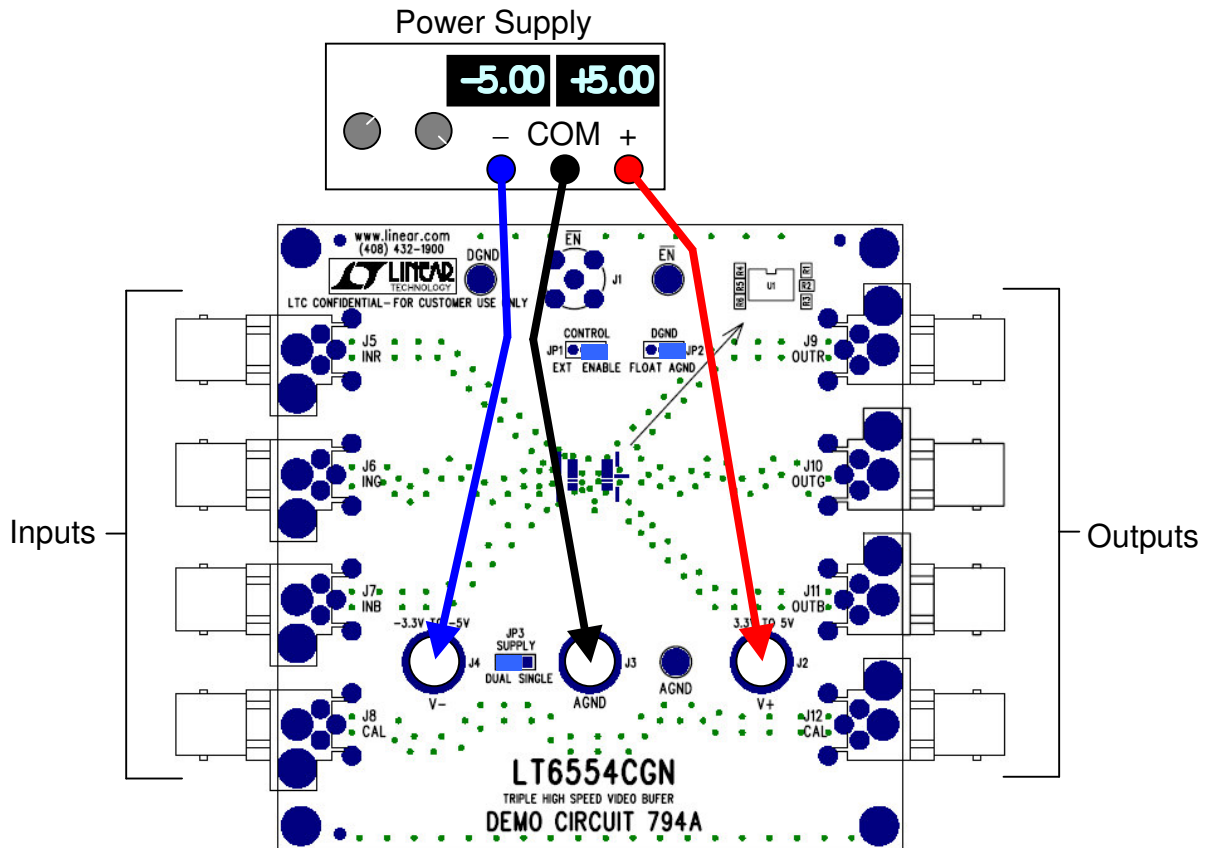 Power Supply
-5.00 +5.00
− COM +
www.linear.com
(408) 432-1900
LINEAR
TECHNOLOGY
LTC CONFIDENTIAL-FOR CUSTOMER USE ONLY
DGND
EN
J1
EN
R4
R5
R6
U1
R1
R2
R3
CONTROL
JP1
EXT ENABLE
DGND
JP2
FLOAT AGND
Inputs
J5
INR
J6
ING
J7
INB
J8
CAL
J9
OUTR
J10
OUTG
J11
OUTB
J12
CAL
Outputs
-3.3V TO -5V
J4
V-
JP3
SUPPLY
DUAL SINGLE
J3
AGND
AGND
3.3V TO 5V
J2
V+
LT6554CGN
TRIPLE HIGH SPEED VIDEO BUFER
DEMO CIRCUIT 794A